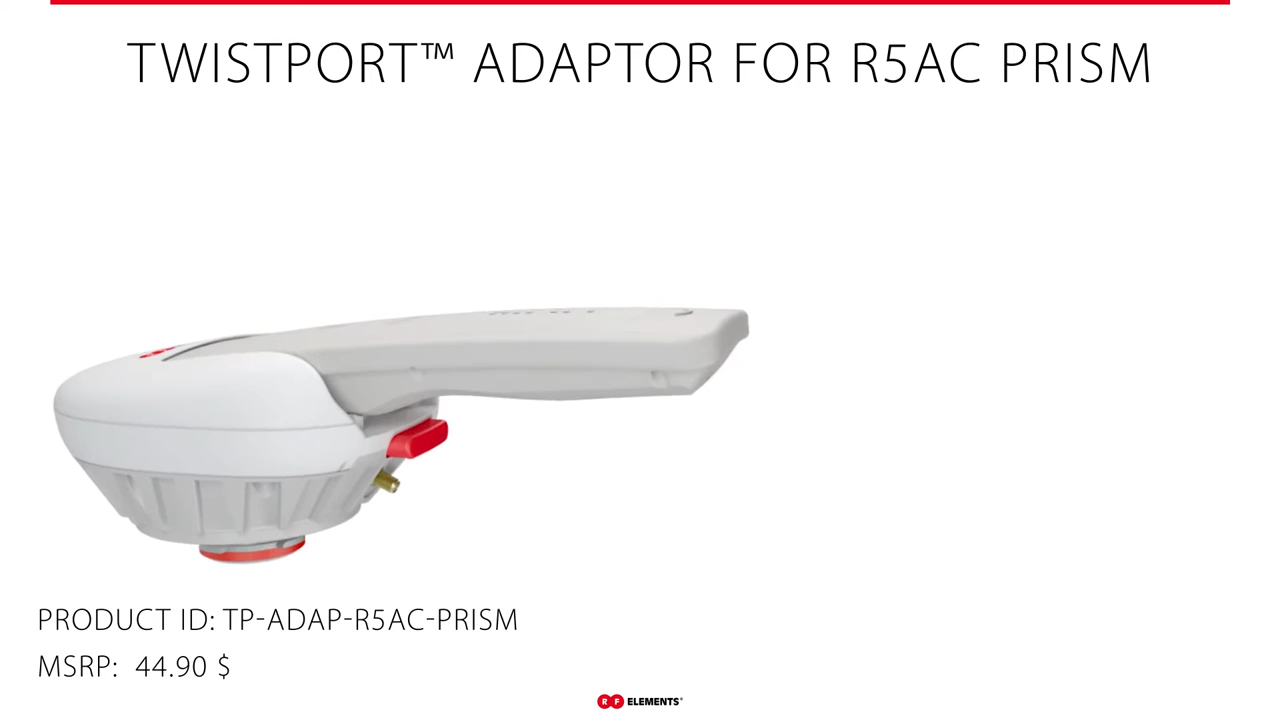 TWISTPORT™ ADAPTOR FOR R5AC PRISM
PRODUCT ID: TP-ADAP-R5AC-PRISM
MSRP: 44.90 $
RF ELEMENTS®